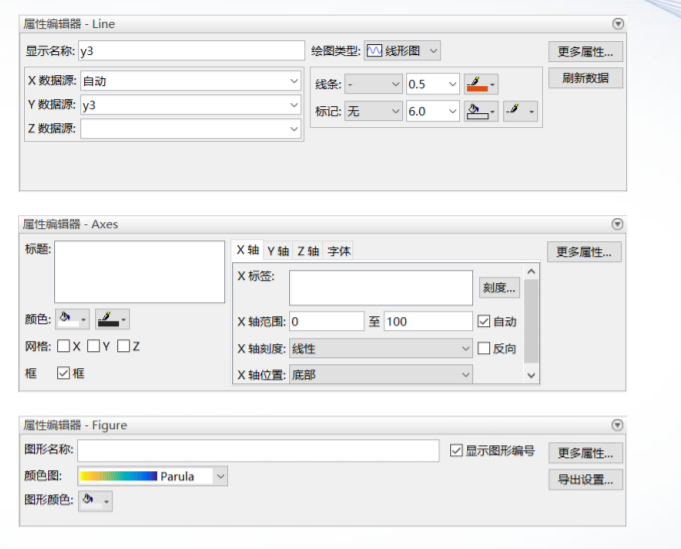 属性编辑器 - Line
显示名称: y3 绘图类型: 线形图 更多属性...
X 数据源: 自动 线条: - 0.5 刷新数据
Y 数据源: y3 标记: 无 6.0
Z 数据源:
属性编辑器 - Axes
标题: X 轴 Y 轴 Z 轴 字体 更多属性...
X 标签: 刻度...
颜色: X 轴范围: 0 至 100 自动
网格: X Y Z X 轴刻度: 线性 反向
框 框 X 轴位置: 底部
属性编辑器 - Figure
图形名称: 显示图形编号 更多属性...
颜色图: Parula 导出设置...
图形颜色: